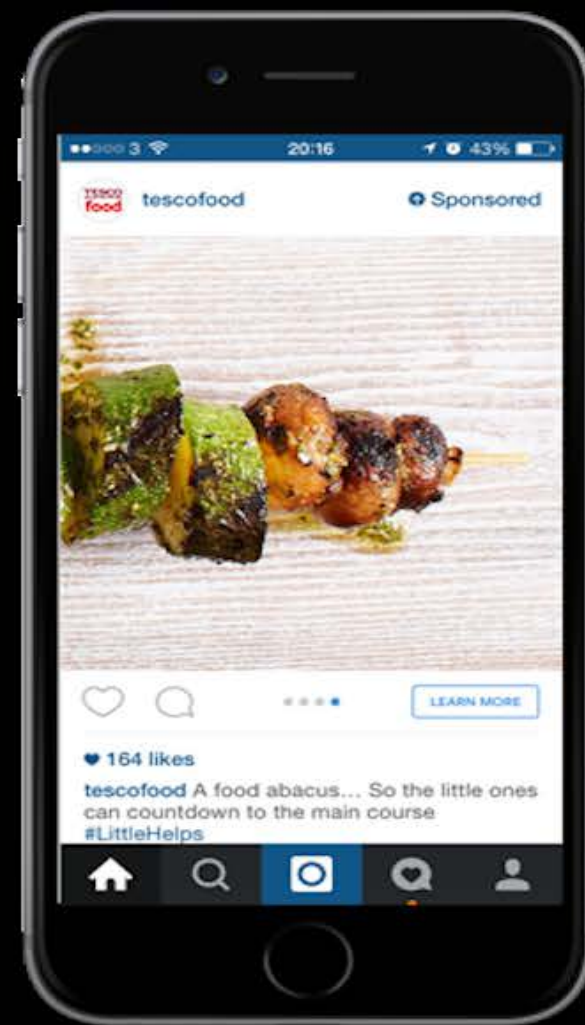 3 20:16 43%
TESCO
food
tescofood Sponsored
LEARN MORE
164 likes
tescofood A food abacus... So the little ones
can countdown to the main course
#LittleHelps